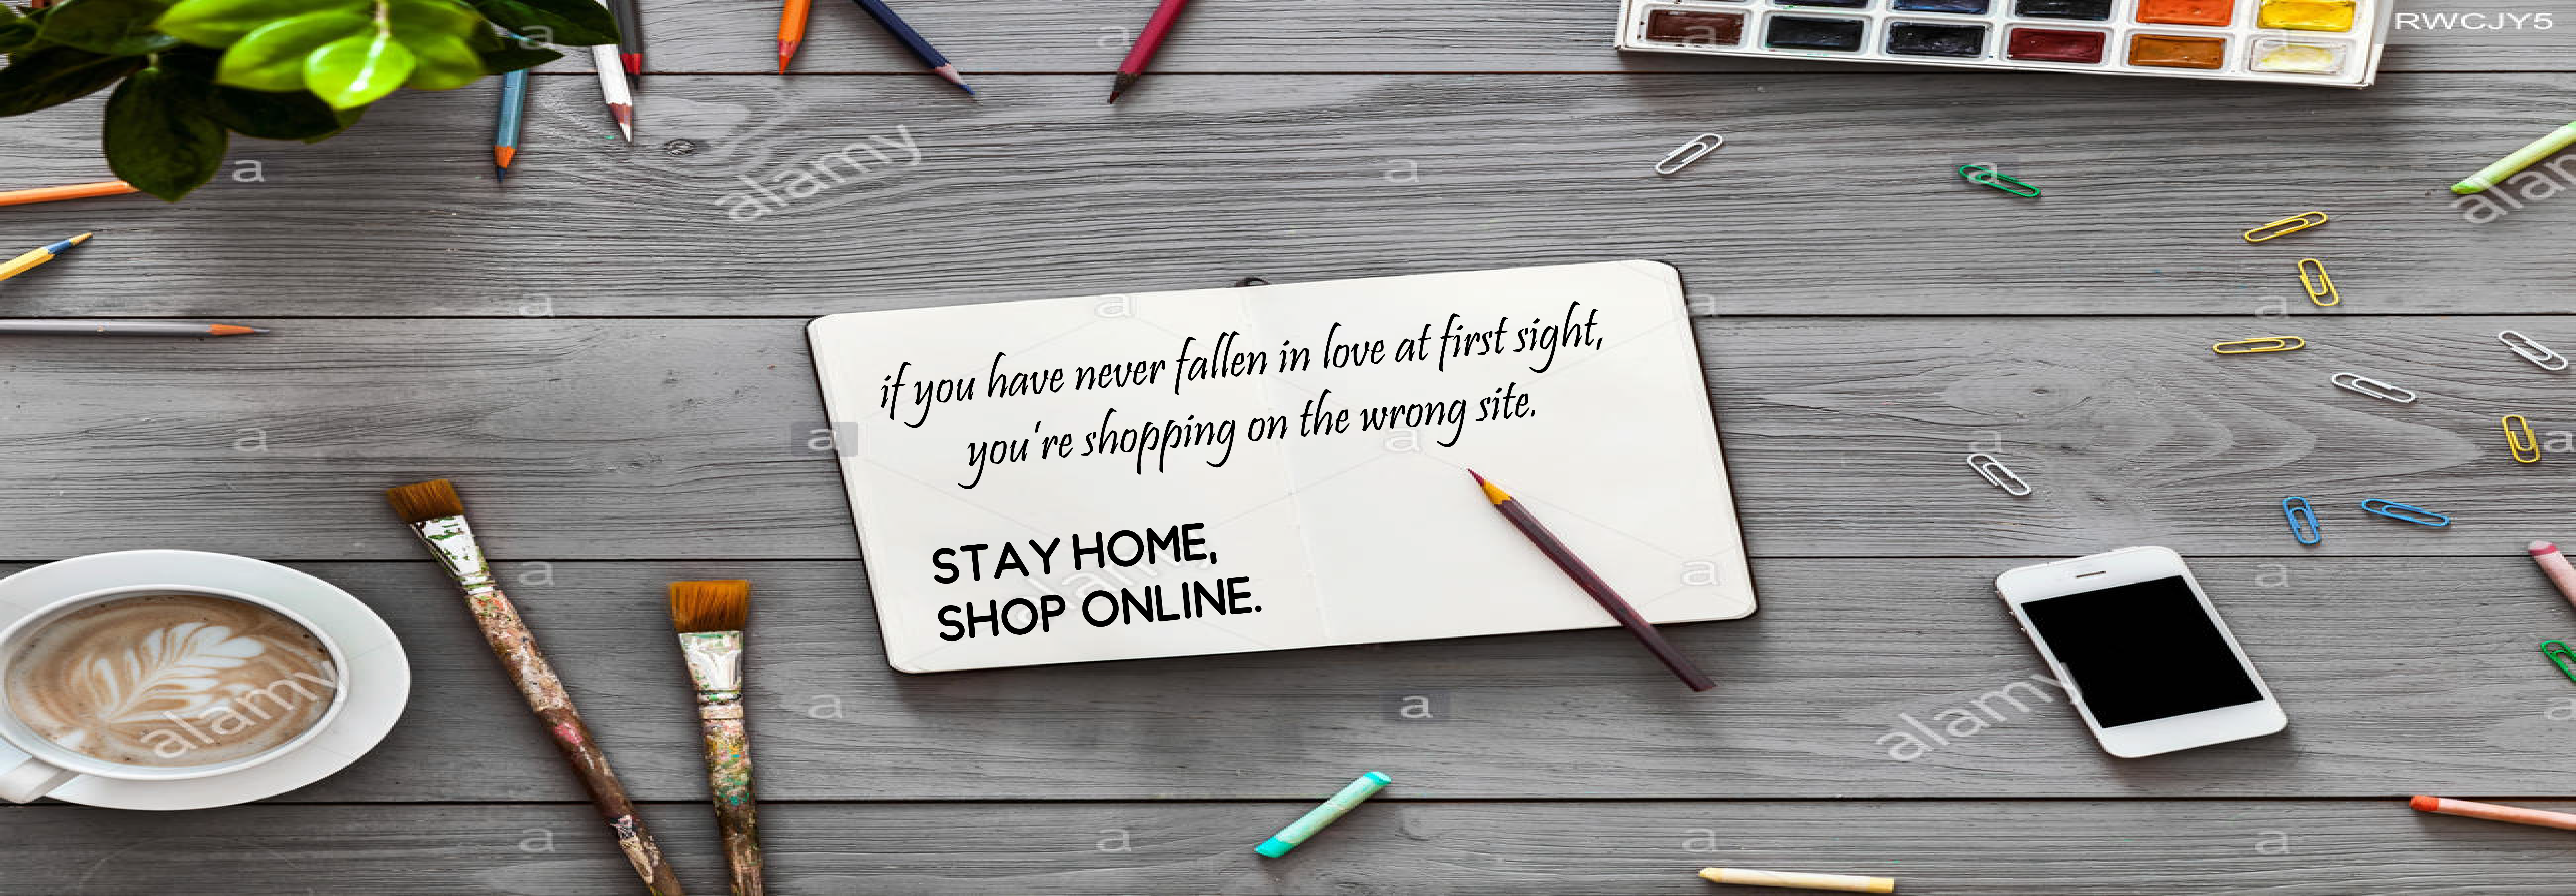 RWCJY5
alamy
alamy
if you have never fallen in love at first sight,
you're shopping on the wrong site.
STAY HOME,
SHOP ONLINE.
alamy
alamy